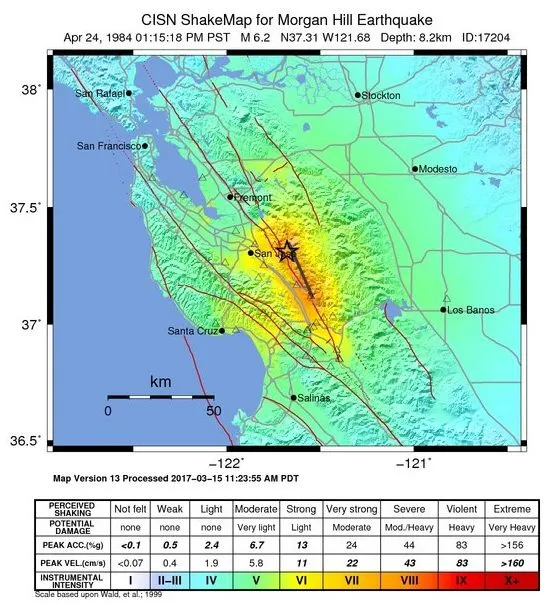 CISN ShakeMap for Morgan Hill Earthquake
Apr 24, 1984 01:15:18 PM PST M 6.2 N37.31 W121.68 Depth: 8.2km ID:17204
38°
San Rafael
Stockton
San Francisco
Modesto
37.5°
Fremont
San Jose
37°
Los Banos
Santa Cruz
km
0 50
Salinas
36.5°
−122° −121°
Map Version 13 Processed 2017-03-15 11:23:55 AM PDT
PERCEIVED SHAKING Not felt Weak Light Moderate Strong Very strong Severe Violent Extreme
POTENTIAL DAMAGE none none none Very light Light Moderate Mod./Heavy Heavy Very Heavy
PEAK ACC.(%g) <0.1 0.5 2.4 6.7 13 24 44 83 >156
PEAK VEL.(cm/s) <0.07 0.4 1.9 5.8 11 22 43 83 >160
INSTRUMENTAL INTENSITY I II–III IV V VI VII VIII IX X+
Scale based upon Wald, et al.; 1999